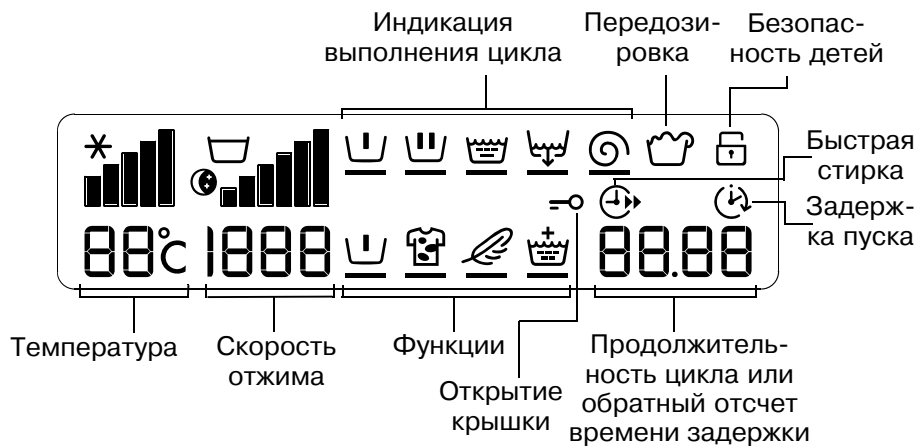 Индикация
выполнения цикла
Передози-
ровка
Безопас-
ность детей
Быстрая
стирка
Задерж-
ка пуска
88°C 1888 88.88
Температура
Скорость
отжима
Функции
Открытие
крышки
Продолжитель-
ность цикла или
обратный отсчет
времени задержки